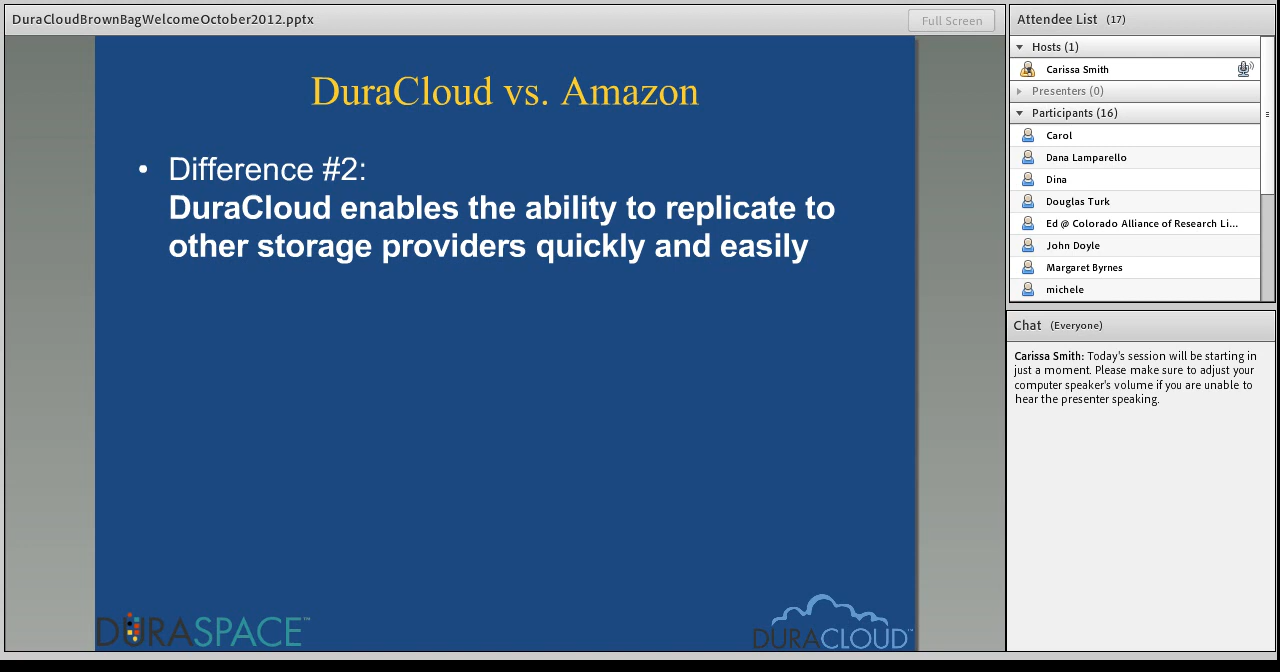 DuraCloudBrownBagWelcomeOctober2012.pptx
Full Screen
DuraCloud vs. Amazon
• Difference #2:
DuraCloud enables the ability to replicate to
other storage providers quickly and easily
DURASPACE™
DURACLOUD™
Attendee List (17)
Hosts (1)
Carissa Smith
Presenters (0)
Participants (16)
Carol
Dana Lamparello
Dina
Douglas Turk
Ed @ Colorado Alliance of Research Li...
John Doyle
Margaret Byrnes
michele
Chat (Everyone)
Carissa Smith: Today's session will be starting in
just a moment. Please make sure to adjust your
computer speaker's volume if you are unable to
hear the presenter speaking.